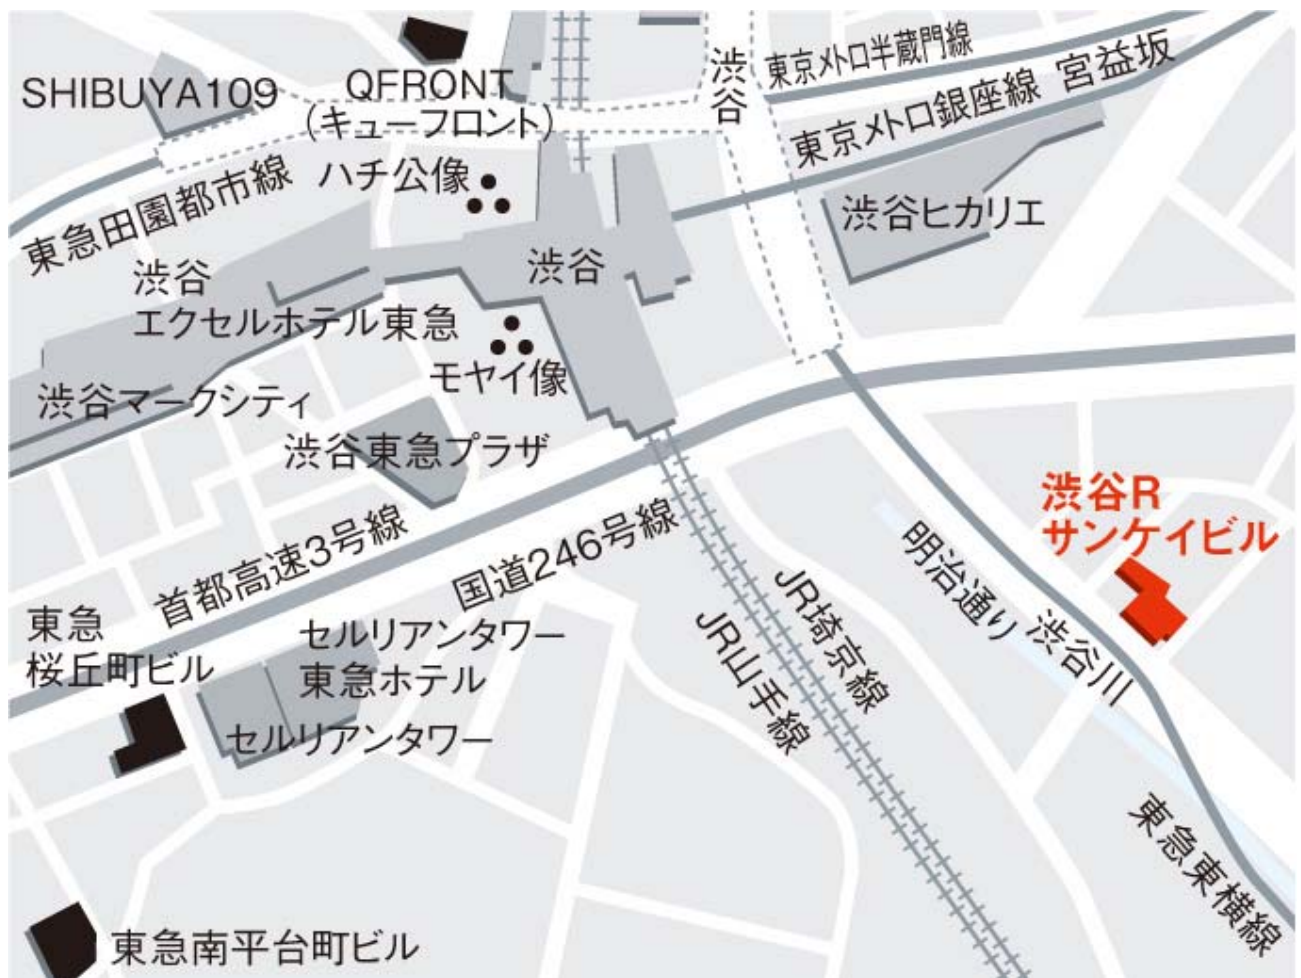 SHIBUYA109
QFRONT
(キューフロント)
渋谷
東京メトロ半蔵門線
東京メトロ銀座線
宮益坂
東急田園都市線
ハチ公像
渋谷ヒカリエ
渋谷
エクセルホテル東急
渋谷
モヤイ像
渋谷マークシティ
渋谷東急プラザ
渋谷R
サンケイビル
首都高速3号線
国道246号線
明治通り
渋谷川
JR埼京線
JR山手線
東急
桜丘町ビル
セルリアンタワー
東急ホテル
セルリアンタワー
東急東横線
東急南平台町ビル